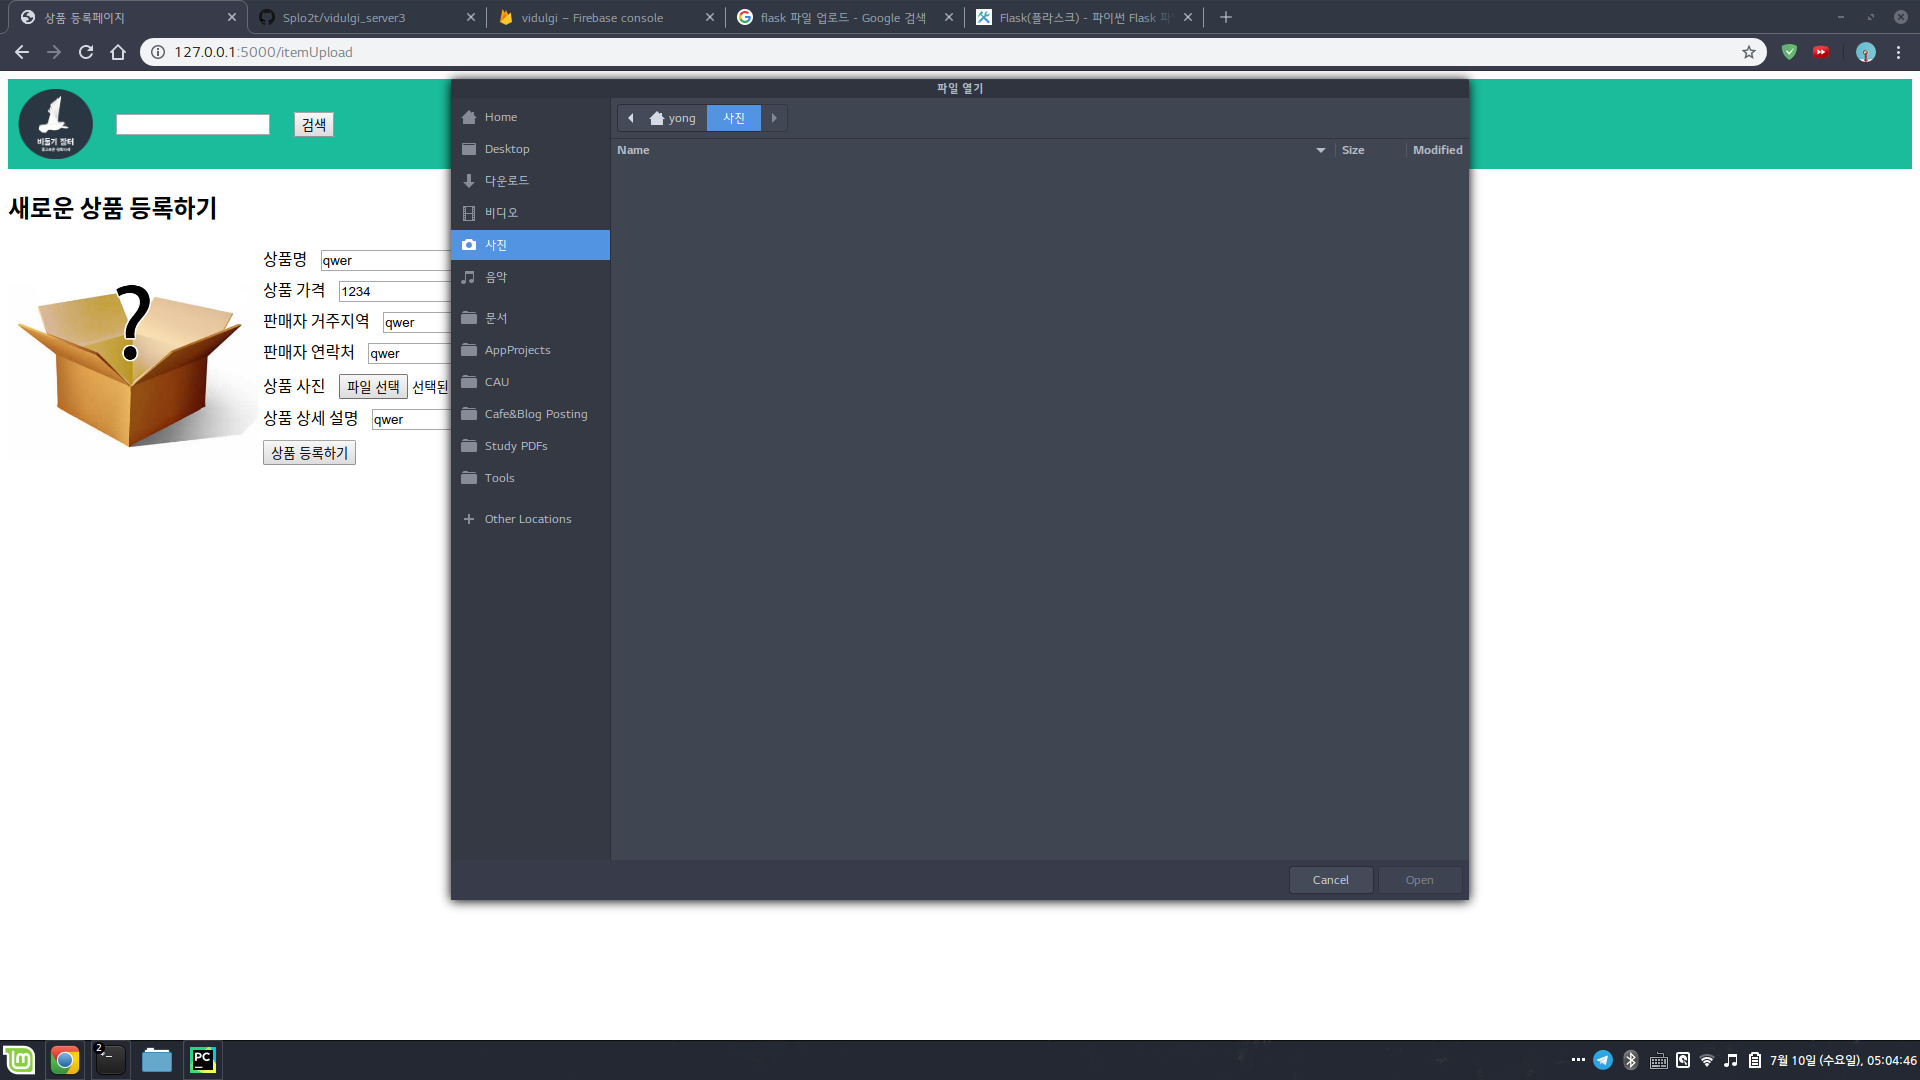 상품 등록페이지
Splo2t/vidulgi_server3
vidulgi – Firebase console
flask 파일 업로드 - Google 검색
Flask(플라스크) - 파이썬 Flask 파
127.0.0.1:5000/itemUpload
비둘기 장터
검색
새로운 상품 등록하기
상품명 qwer
상품 가격 1234
판매자 거주지역 qwer
판매자 연락처 qwer
상품 사진 파일 선택 선택된
상품 상세 설명 qwer
상품 등록하기
?
파일 열기
Home
Desktop
다운로드
비디오
사진
음악
문서
AppProjects
CAU
Cafe&Blog Posting
Study PDFs
Tools
Other Locations
yong 사진
Name Size Modified
Cancel Open
2
PC
7월 10일 (수요일), 05:04:46